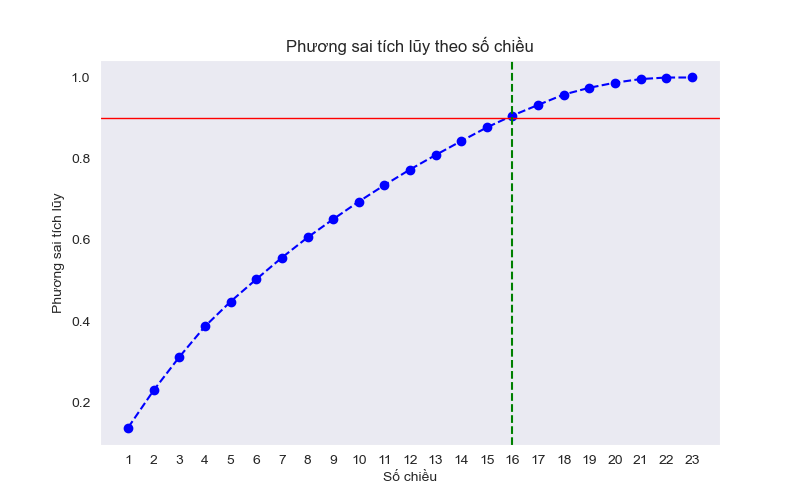 Phương sai tích lũy theo số chiều
Phương sai tích lũy
1.0
0.8
0.6
0.4
0.2
1 2 3 4 5 6 7 8 9 10 11 12 13 14 15 16 17 18 19 20 21 22 23
Số chiều